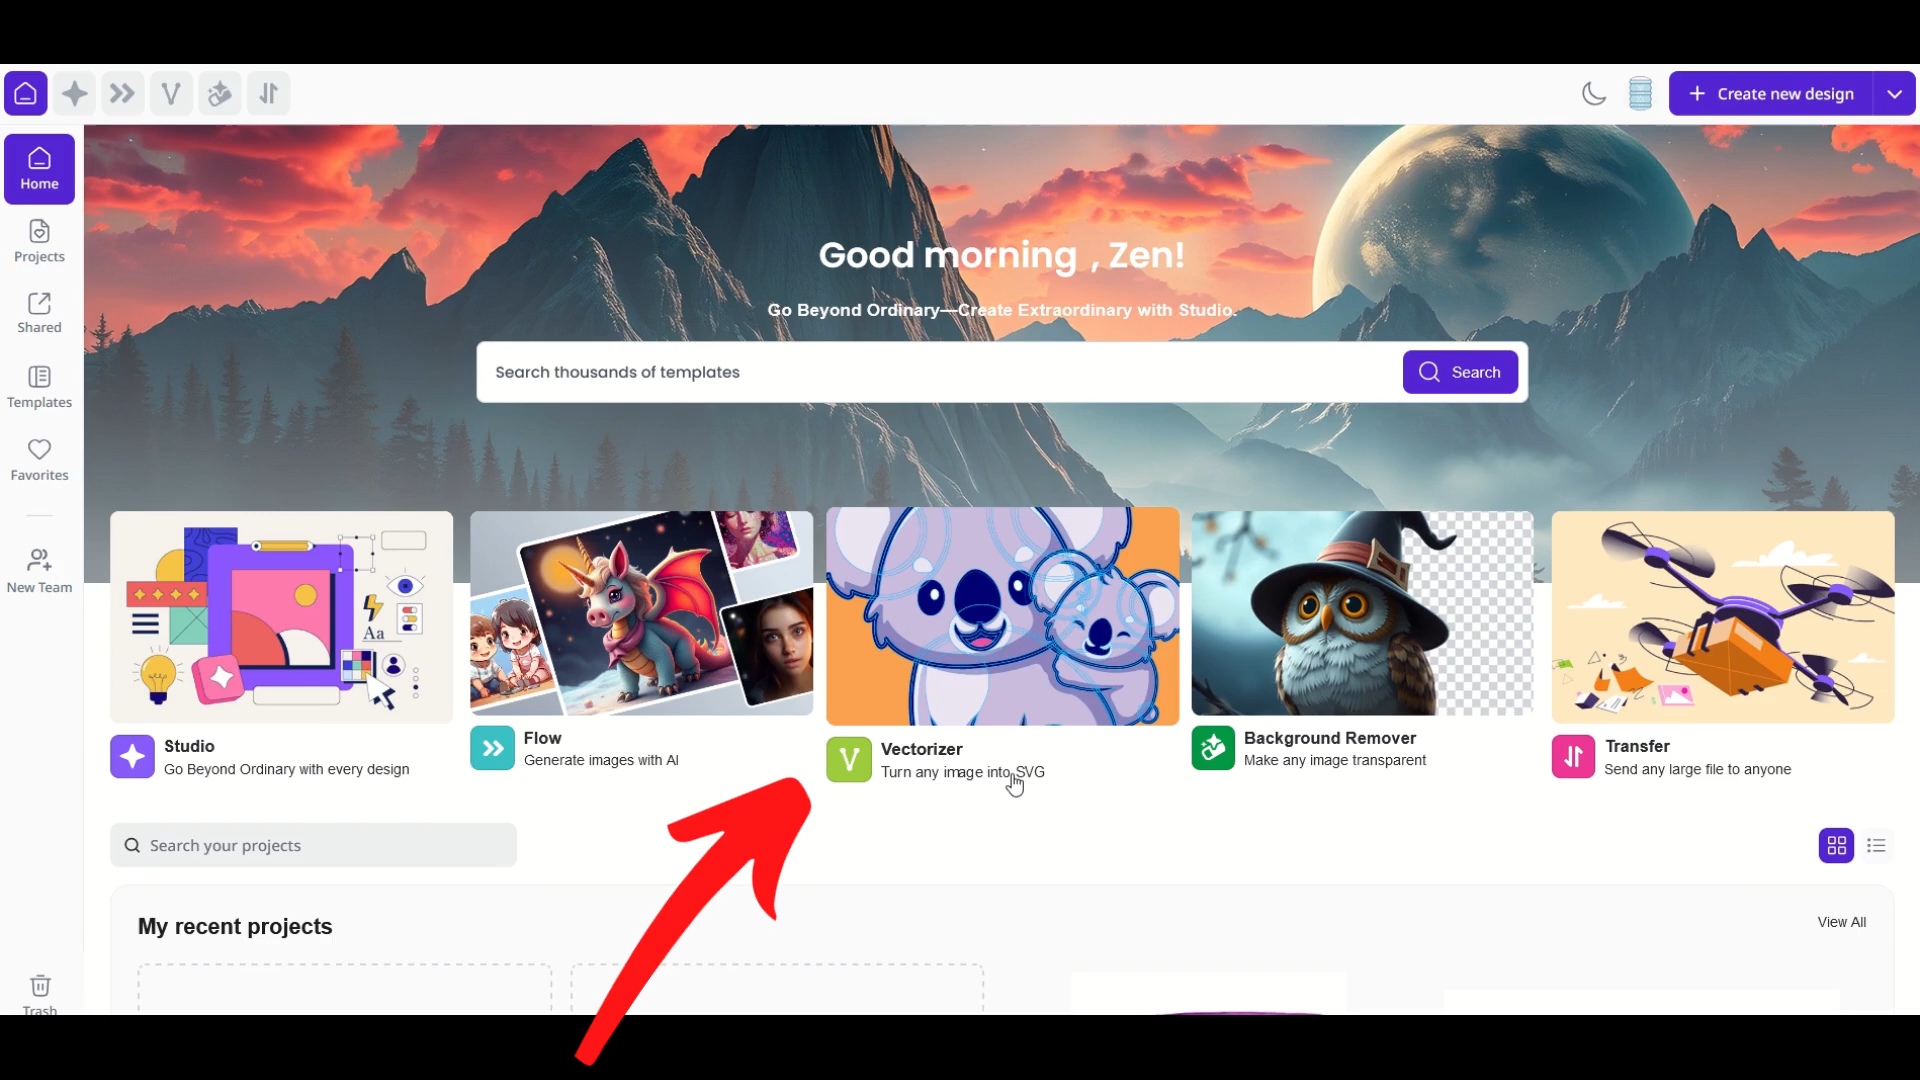 Create new design
Home
Projects
Shared
Templates
Favorites
New Team
Trash
Good morning , Zen!
Go Beyond Ordinary—Create Extraordinary with Studio.
Search thousands of templates
Search
Aa
Studio
Go Beyond Ordinary with every design
Flow
Generate images with AI
Vectorizer
Turn any image into SVG
Background Remover
Make any image transparent
Transfer
Send any large file to anyone
Search your projects
My recent projects
View All